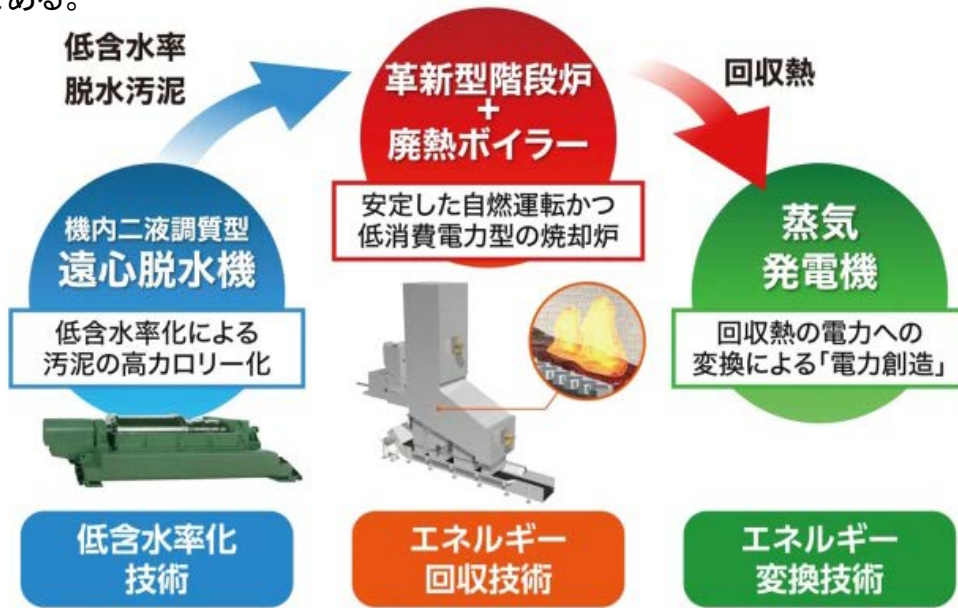 である。
低含水率
脱水汚泥
革新型階段炉
+
廃熱ボイラー
安定した自燃運転かつ
低消費電力型の焼却炉
回収熱
機内二液調質型
遠心脱水機
低含水率化による
汚泥の高カロリー化
蒸気
発電機
回収熱の電力への
変換による「電力創造」
低含水率化
技術
エネルギー
回収技術
エネルギー
変換技術